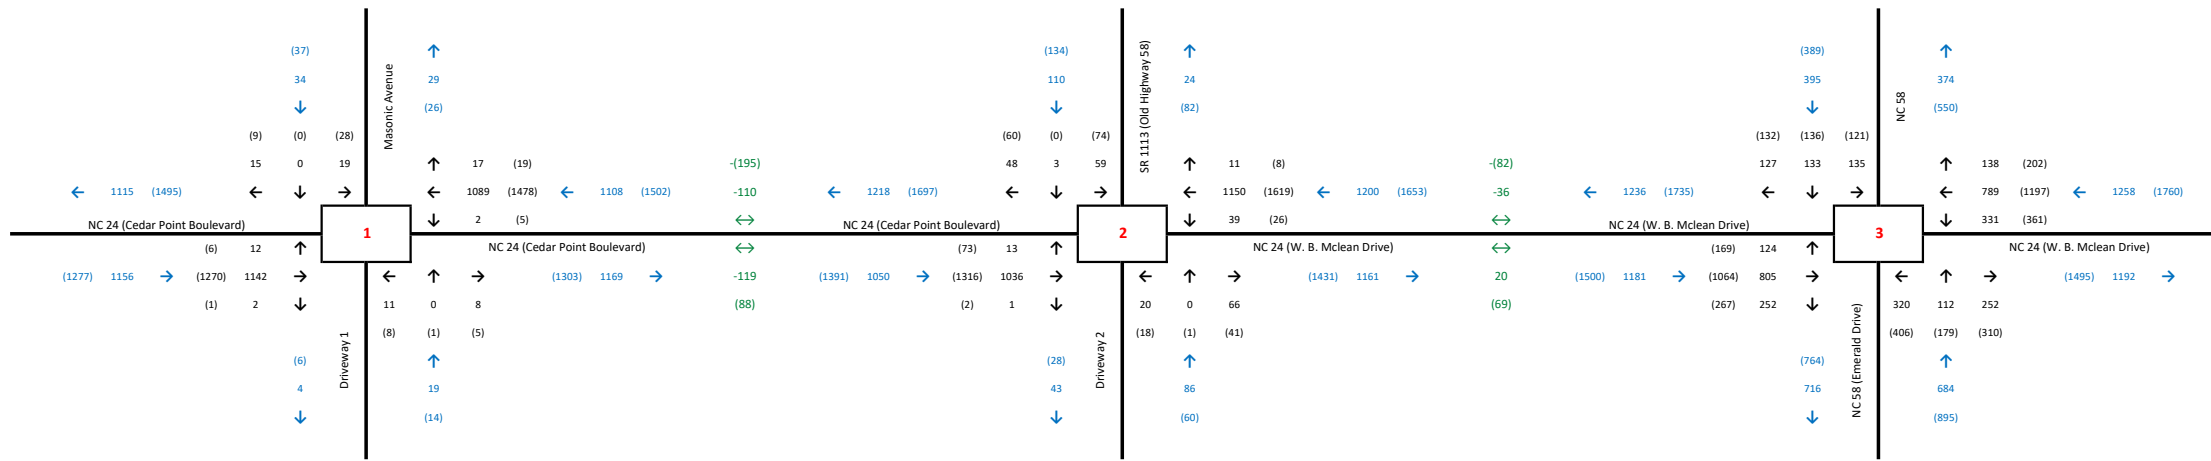 (37) (134) (389)
34 29 110 24 395 374
(26) (82) (550)
Masonic Avenue
SR 1113 (Old Highway 58)
NC 58
(9) (0) (28) (60) (0) (74) (132) (136) (121)
15 0 19 17 (19) -(195) 48 3 59 11 (8) -(82) 127 133 135 138 (202)
1115 (1495) 1089 (1478) 1108 (1502) -110 1218 (1697) 1150 (1619) 1200 (1653) -36 1236 (1735) 789 (1197) 1258 (1760)
2 (5) 39 (26) 331 (361)
NC 24 (Cedar Point Boulevard) NC 24 (Cedar Point Boulevard) NC 24 (W. B. Mclean Drive)
1 2 3
NC 24 (Cedar Point Boulevard) NC 24 (W. B. Mclean Drive) NC 24 (W. B. Mclean Drive)
(6) 12 (73) 13 (169) 124
(1277) 1156 (1270) 1142 (1303) 1169 -119 (1391) 1050 (1316) 1036 (1431) 1161 20 (1500) 1181 (1064) 805 (1495) 1192
(1) 2 11 0 8 (88) (2) 1 20 0 66 (69) (267) 252 320 112 252
(8) (1) (5) (18) (1) (41) (406) (179) (310)
Driveway 1
Driveway 2
NC 58 (Emerald Drive)
(6) (28) (764)
4 19 43 86 716 684
(14) (60) (895)